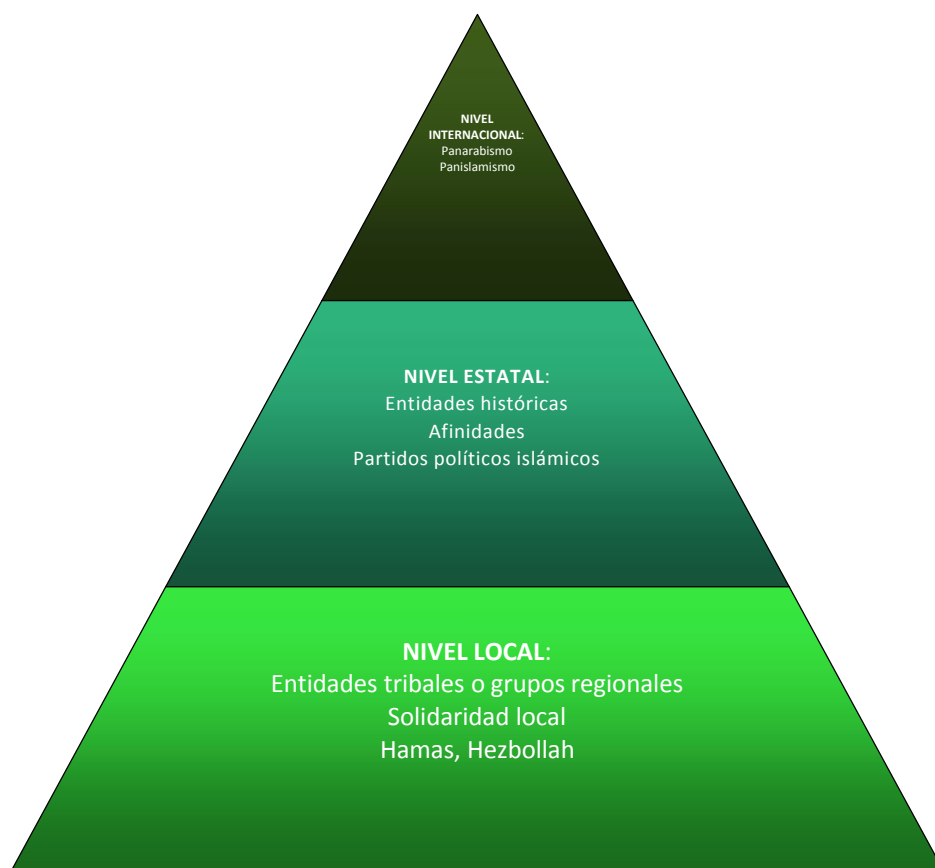 NIVEL
INTERNACIONAL:
Panarabismo
Panislamismo
NIVEL ESTATAL:
Entidades históricas
Afinidades
Partidos políticos islámicos
NIVEL LOCAL:
Entidades tribales o grupos regionales
Solidaridad local
Hamas, Hezbollah